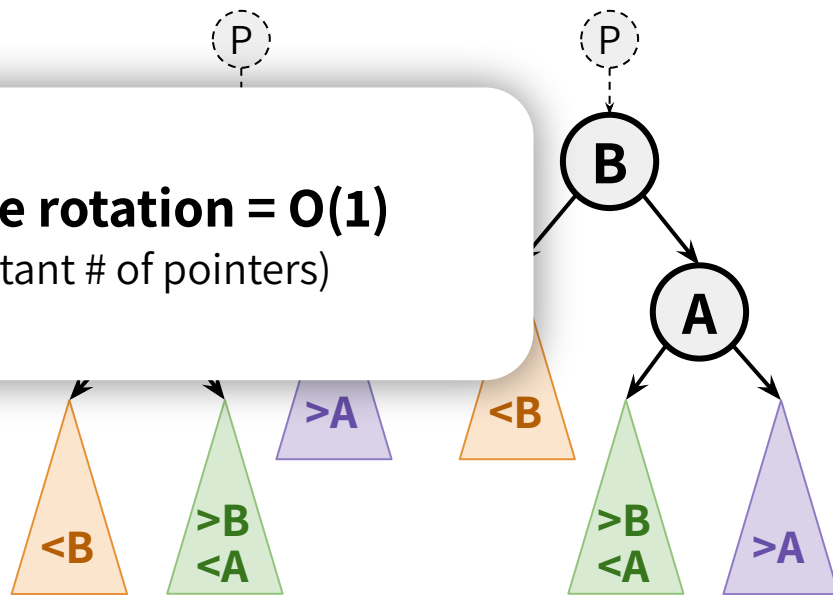 P
P
B
e rotation = O(1)
tant # of pointers)
A
>A
<B
<B
>B
<A
>B
<A
>A